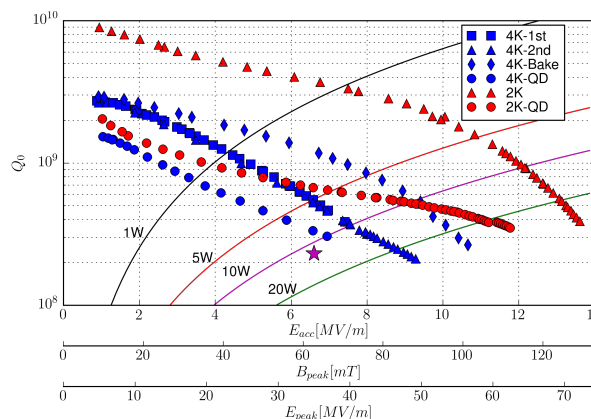 10^10
4K-1st
4K-2nd
4K-Bake
4K-QD
2K
2K-QD
Q_0
10^9
1W
5W
10W
20W
10^8
0 2 4 6 8 10 12
E_acc[MV/m]
0 20 40 60 80 100 120
B_peak[mT]
0 10 20 30 40 50 60 70
E_peak[MV/m]